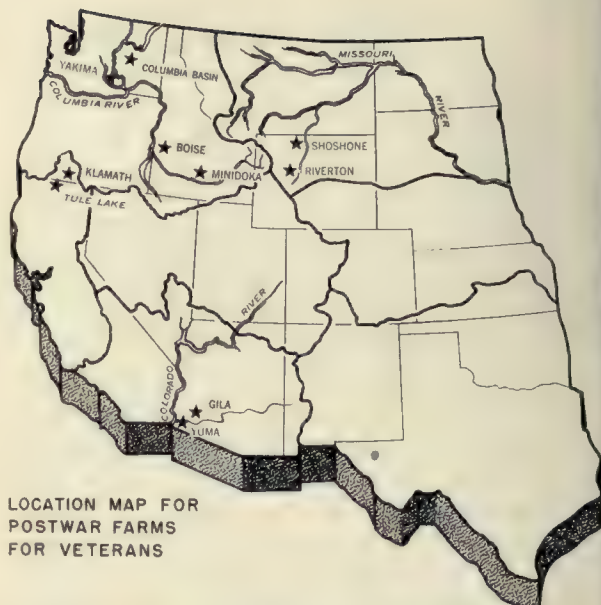 MISSOURI
RIVER
YAKIMA
COLUMBIA BASIN
COLUMBIA RIVER
BOISE
SHOSHONE
KLAMATH
MINIDOKA
RIVERTON
TULE LAKE
RIVER
COLORADO
GILA
YUMA
LOCATION MAP FOR
POSTWAR FARMS
FOR VETERANS